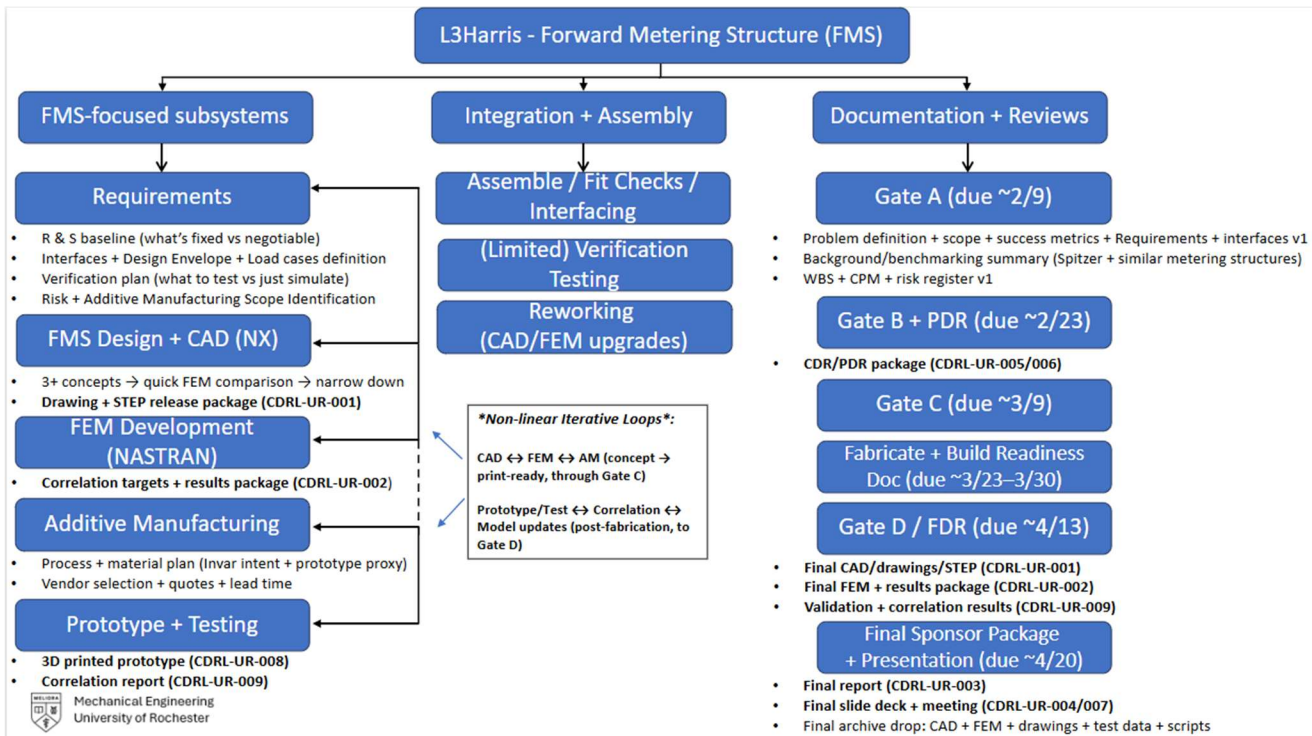 L3Harris - Forward Metering Structure (FMS)
FMS-focused subsystems
Requirements
• R & S baseline (what's fixed vs negotiable)
• Interfaces + Design Envelope + Load cases definition
• Verification plan (what to test vs just simulate)
• Risk + Additive Manufacturing Scope Identification
FMS Design + CAD (NX)
• 3+ concepts → quick FEM comparison → narrow down
• Drawing + STEP release package (CDRL-UR-001)
FEM Development
(NASTRAN)
• Correlation targets + results package (CDRL-UR-002)
Additive Manufacturing
• Process + material plan (Invar intent + prototype proxy)
• Vendor selection + quotes + lead time
Prototype + Testing
• 3D printed prototype (CDRL-UR-008)
• Correlation report (CDRL-UR-009)
Integration + Assembly
Assemble / Fit Checks /
Interfacing
(Limited) Verification
Testing
Reworking
(CAD/FEM upgrades)
*Non-linear Iterative Loops*:
CAD ↔ FEM ↔ AM (concept →
print-ready, through Gate C)
Prototype/Test ↔ Correlation ↔
Model updates (post-fabrication, to
Gate D)
Documentation + Reviews
Gate A (due ~2/9)
• Problem definition + scope + success metrics + Requirements + interfaces v1
• Background/benchmarking summary (Spitzer + similar metering structures)
• WBS + CPM + risk register v1
Gate B + PDR (due ~2/23)
• CDR/PDR package (CDRL-UR-005/006)
Gate C (due ~3/9)
Fabricate + Build Readiness
Doc (due ~3/23–3/30)
Gate D / FDR (due ~4/13)
• Final CAD/drawings/STEP (CDRL-UR-001)
• Final FEM + results package (CDRL-UR-002)
• Validation + correlation results (CDRL-UR-009)
Final Sponsor Package
+ Presentation (due ~4/20)
• Final report (CDRL-UR-003)
• Final slide deck + meeting (CDRL-UR-004/007)
• Final archive drop: CAD + FEM + drawings + test data + scripts
MELIORA
Mechanical Engineering
University of Rochester